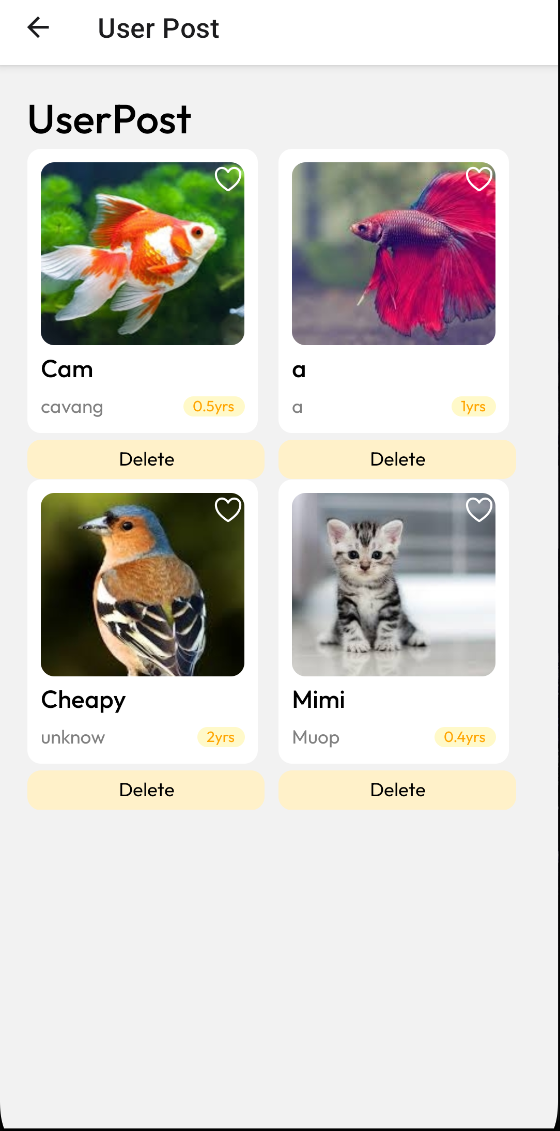 User Post
UserPost
Cam
cavang 0.5yrs
a
a 1yrs
Delete
Delete
Cheapy
unknow 2yrs
Mimi
Muop 0.4yrs
Delete
Delete